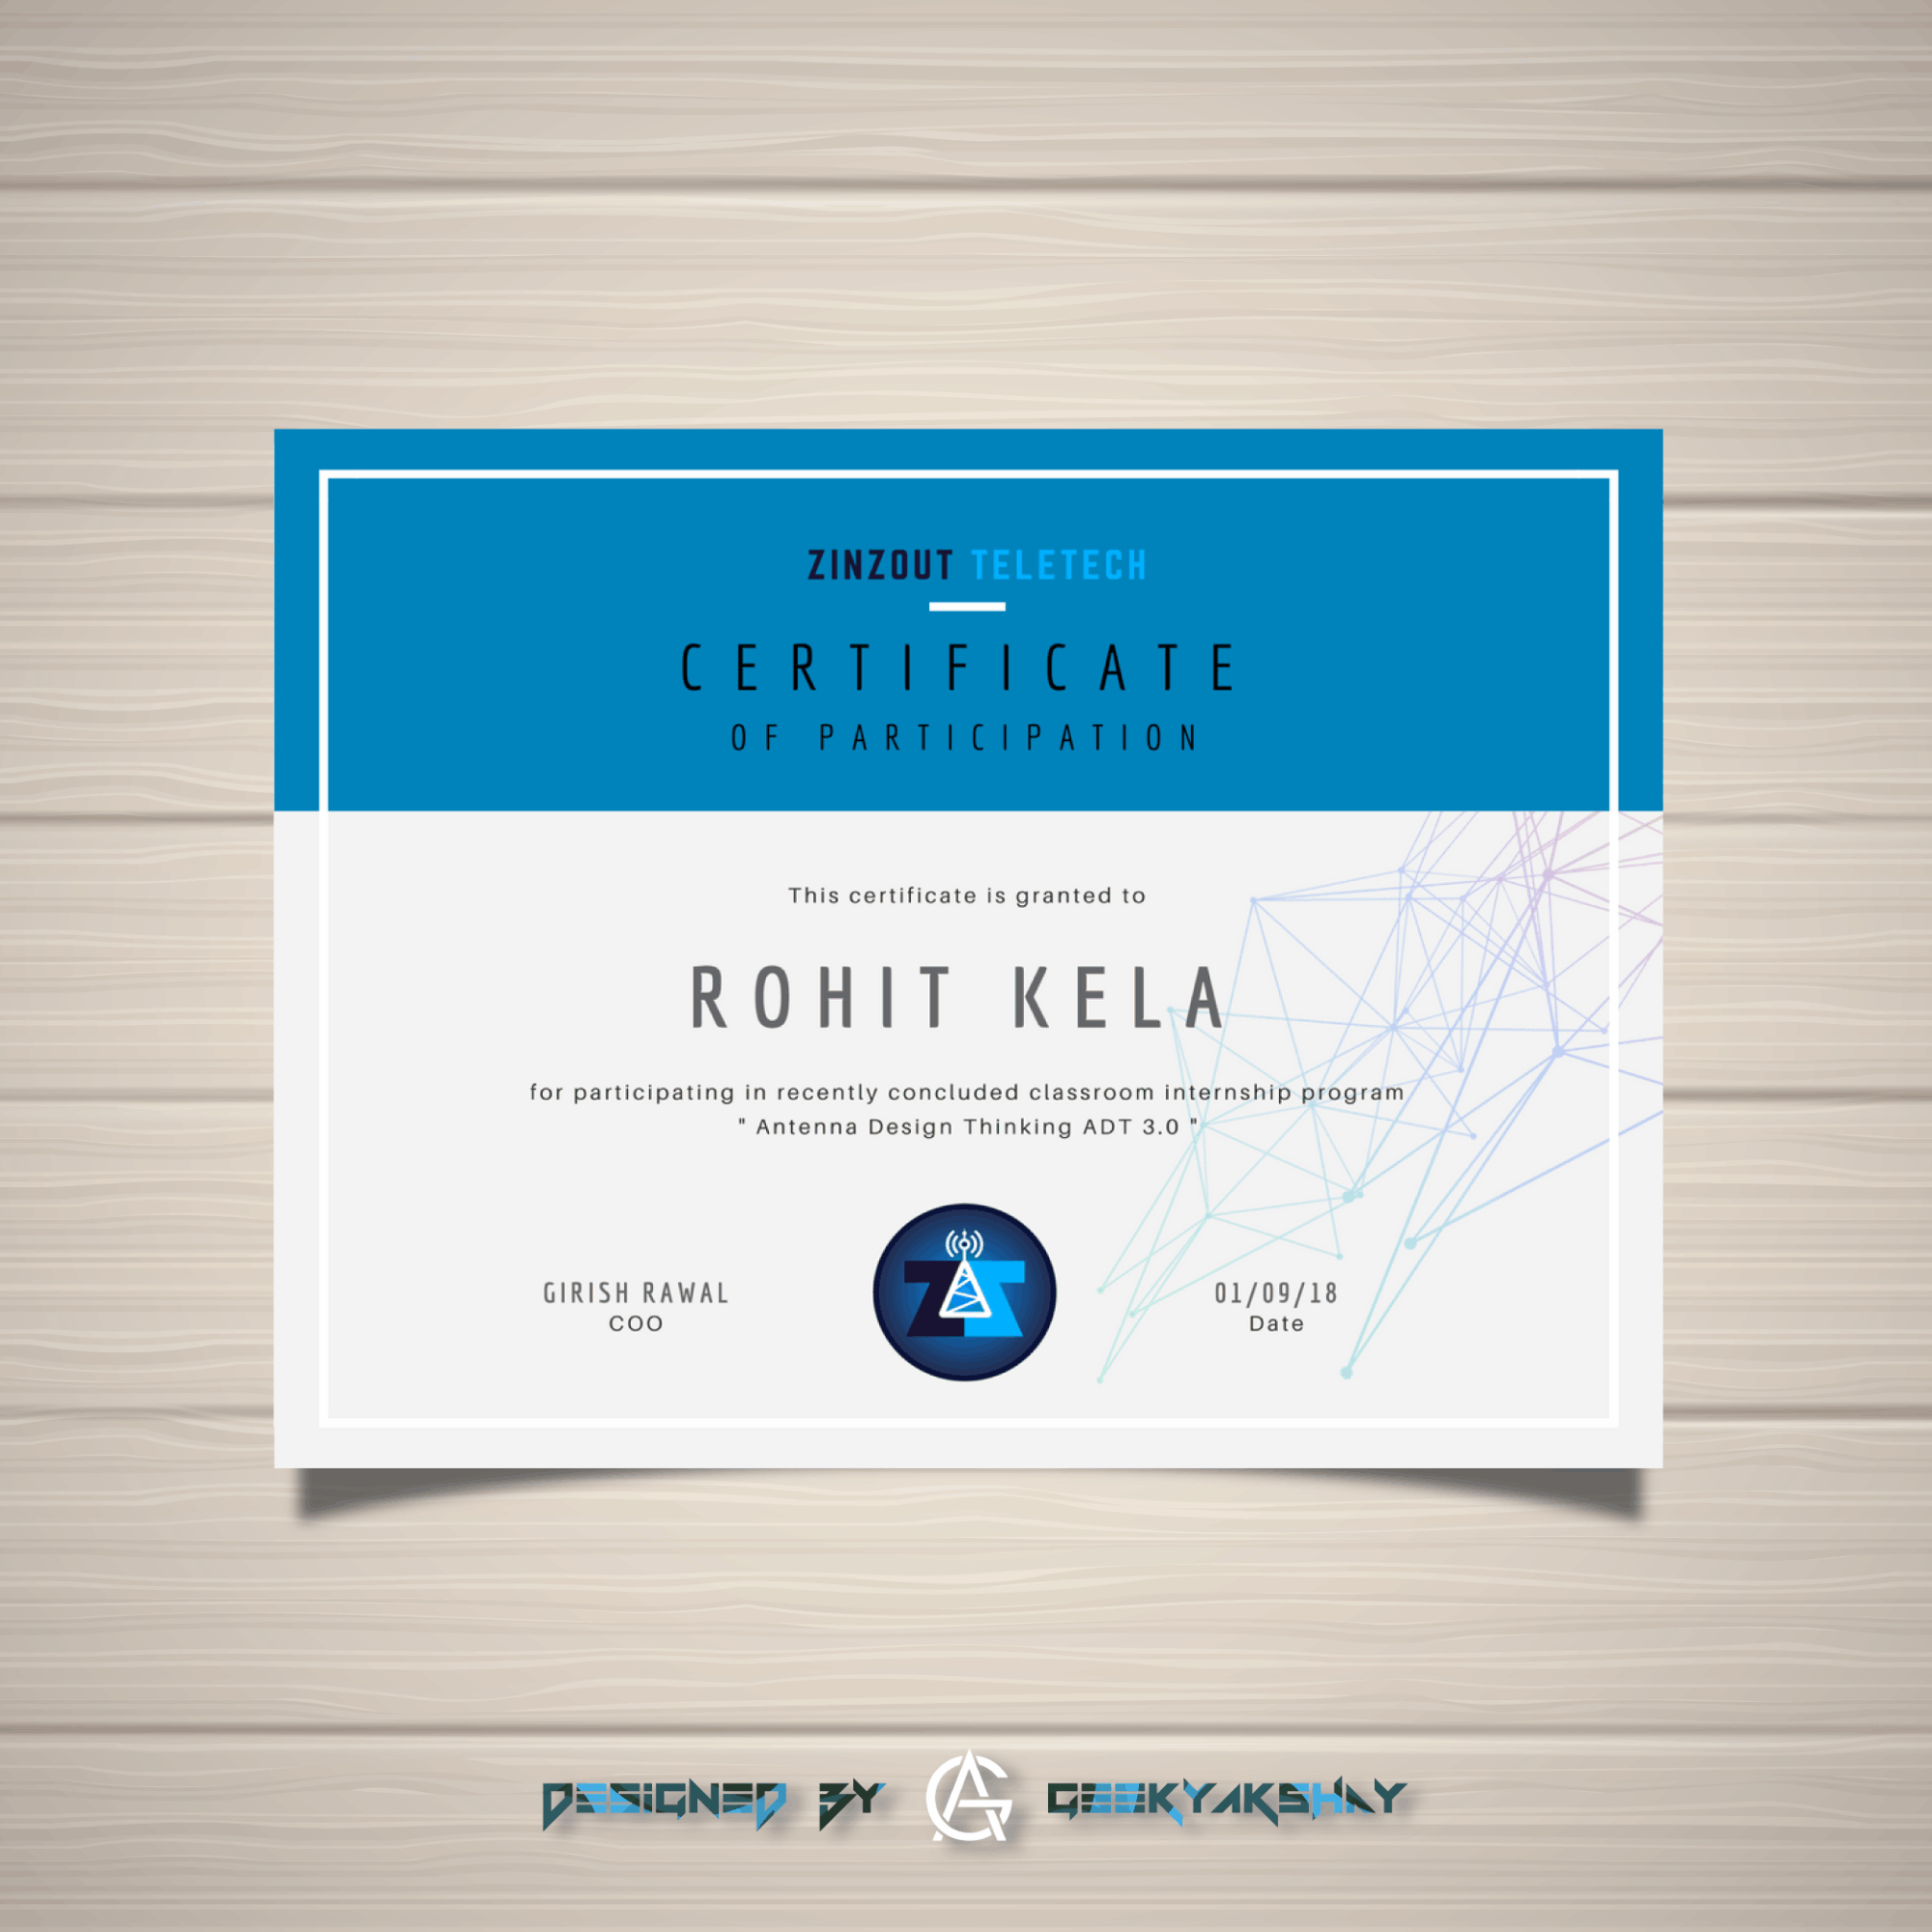 ZINZOUT TELETECH
CERTIFICATE
OF PARTICIPATION
This certificate is granted to
ROHIT KELA
for participating in recently concluded classroom internship program
" Antenna Design Thinking ADT 3.0 "
GIRISH RAWAL
COO
ZT
01/09/18
Date
DESIGNED BY AG GEEKYAKSHAY